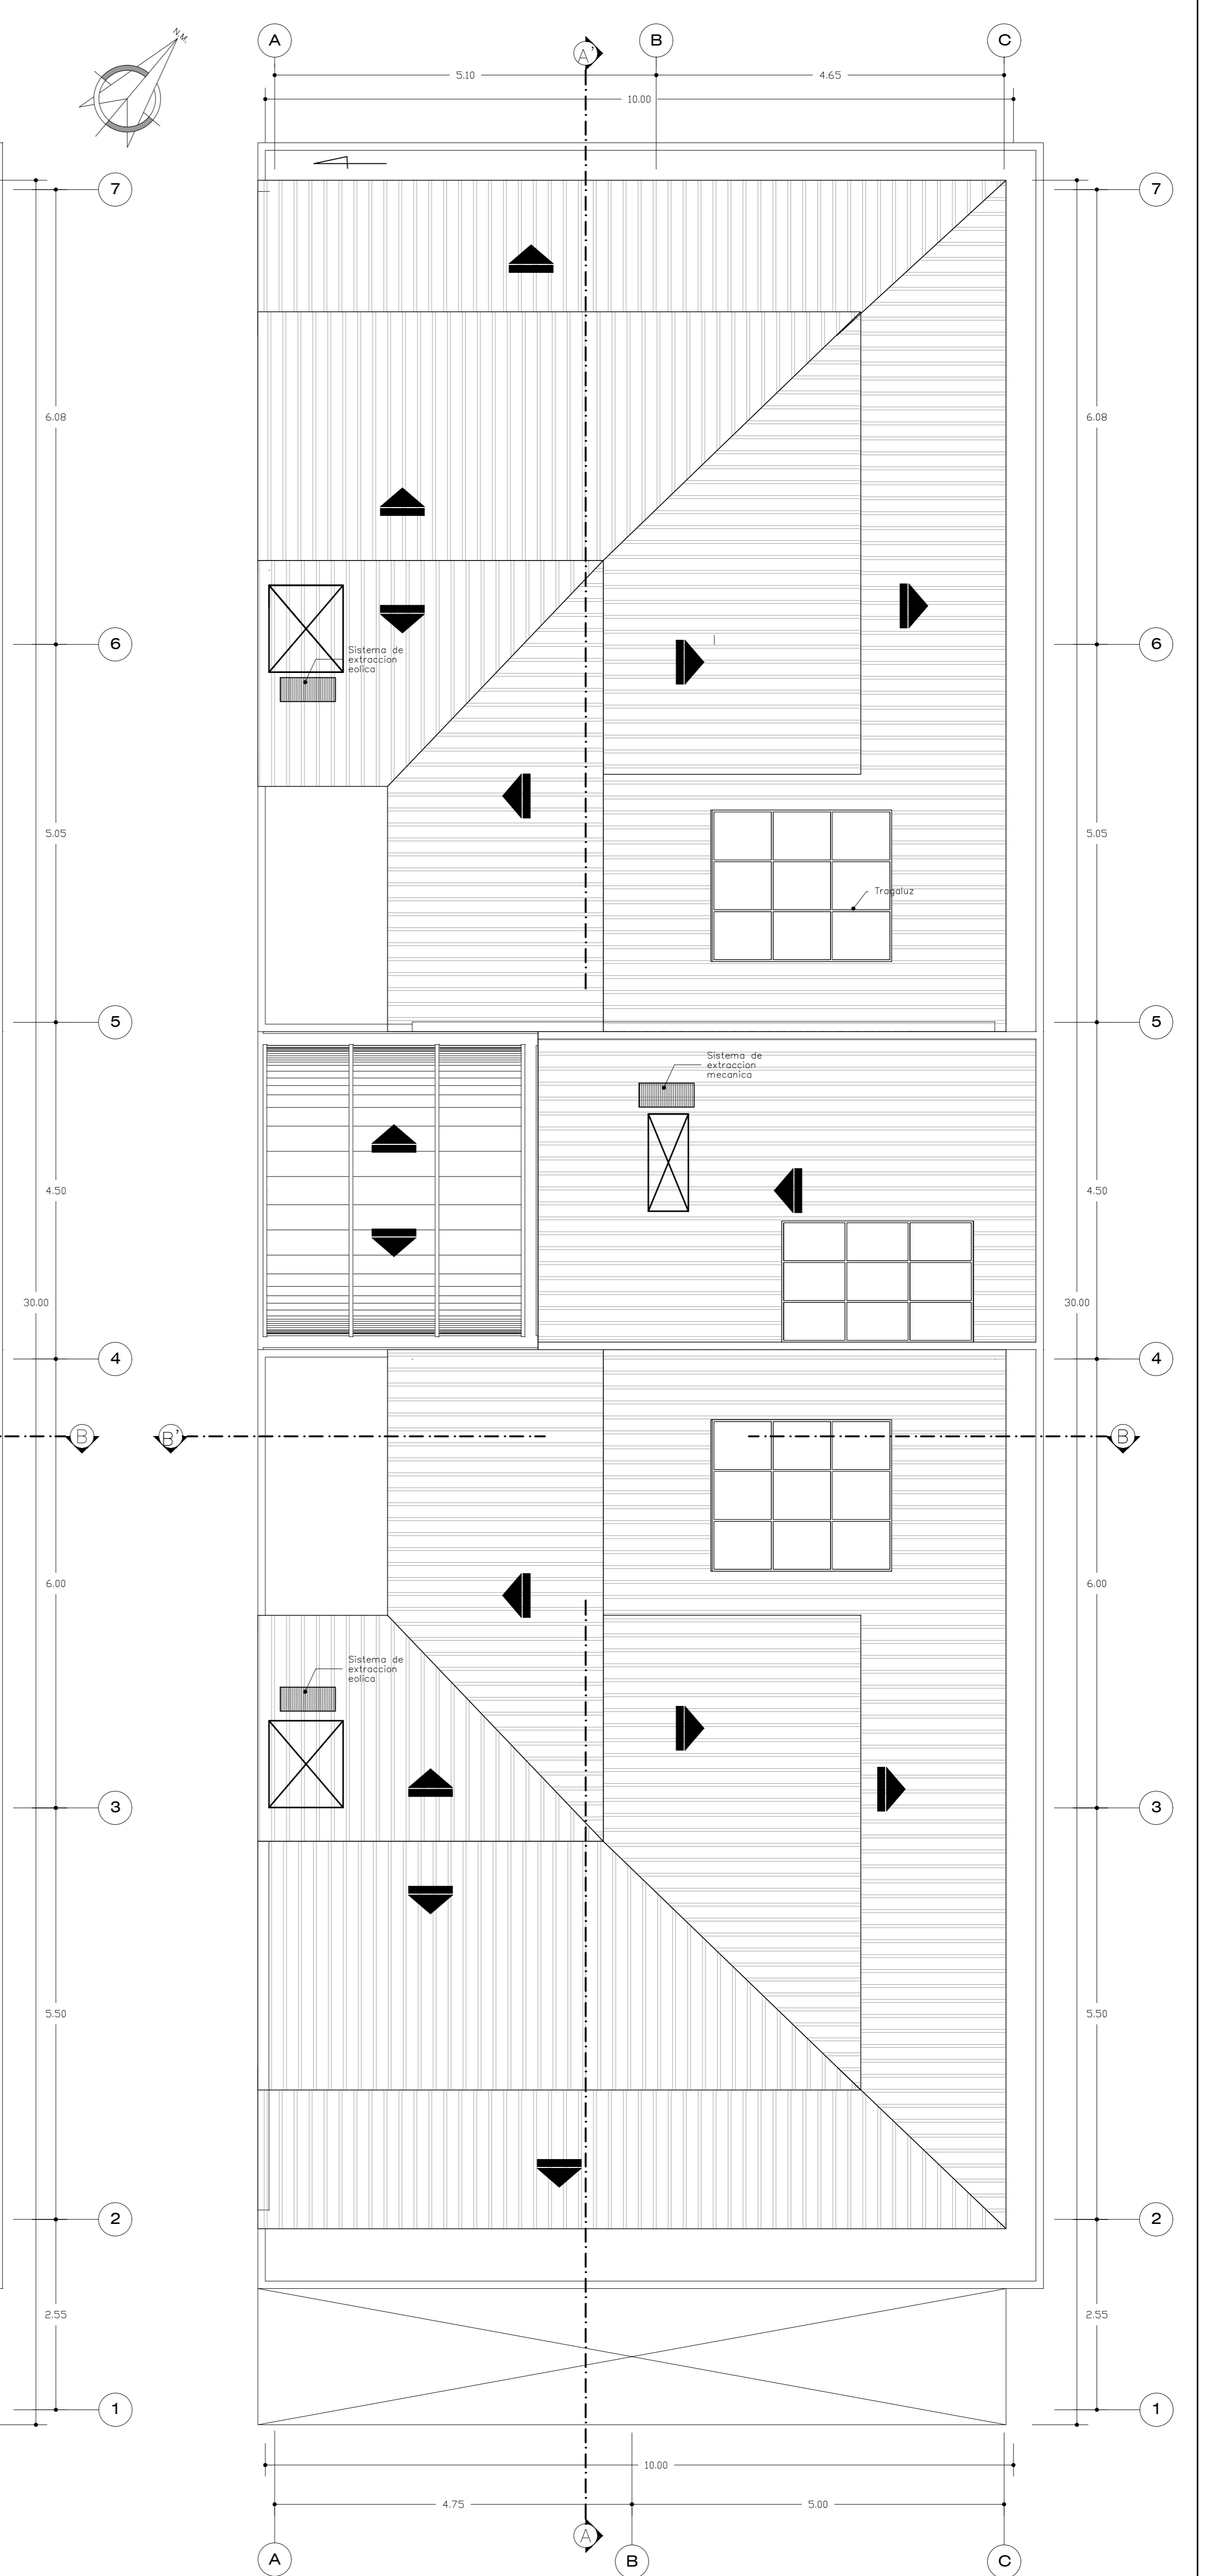 N.M.
A
A'
B
C
5.10
4.65
10.00
7
7
6.08
6.08
6
6
Sistema de
extraccion
eolica
5.05
5.05
Tragaluz
5
5
Sistema de
extraccion
mecanica
4.50
4.50
30.00
30.00
4
4
B
B'
B
6.00
6.00
Sistema de
extraccion
eolica
3
3
5.50
5.50
2
2
2.55
2.55
1
1
10.00
4.75
5.00
A
A
B
C